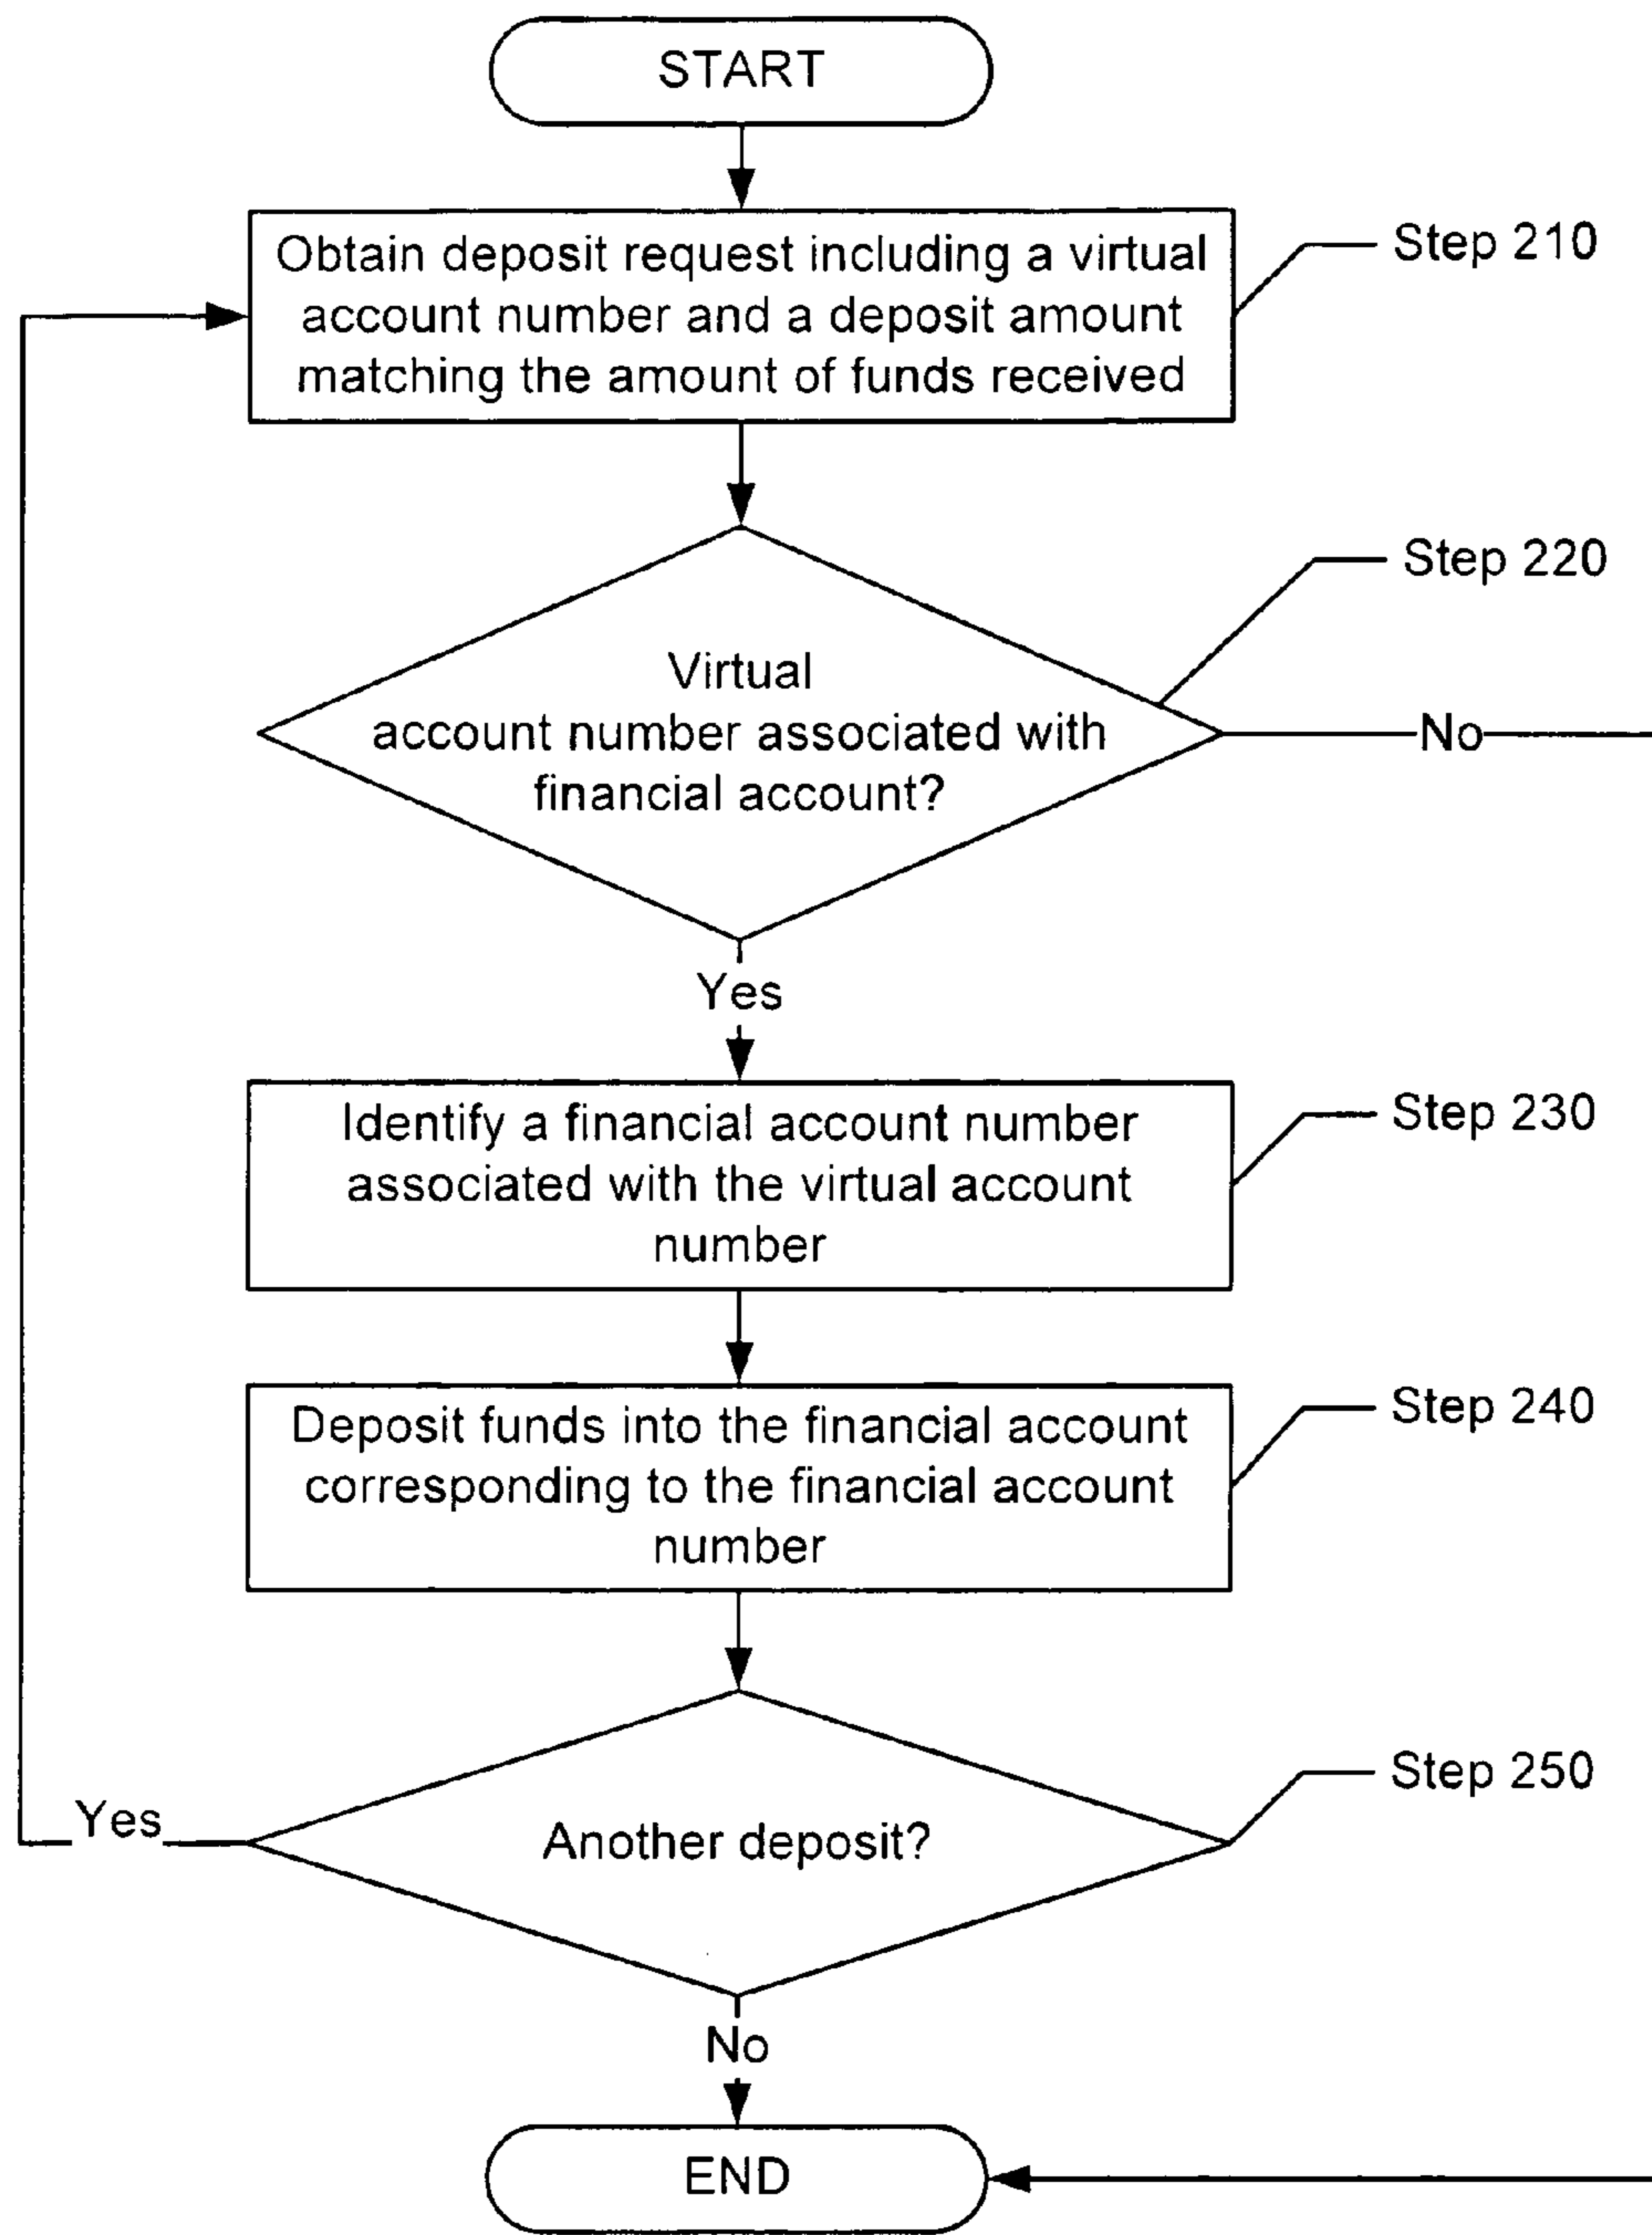 START
Obtain deposit request including a virtual
account number and a deposit amount
matching the amount of funds received
Step 210
Virtual
account number associated with
financial account?
Step 220
No
Yes
Identify a financial account number
associated with the virtual account
number
Step 230
Deposit funds into the financial account
corresponding to the financial account
number
Step 240
Another deposit?
Step 250
Yes
No
END